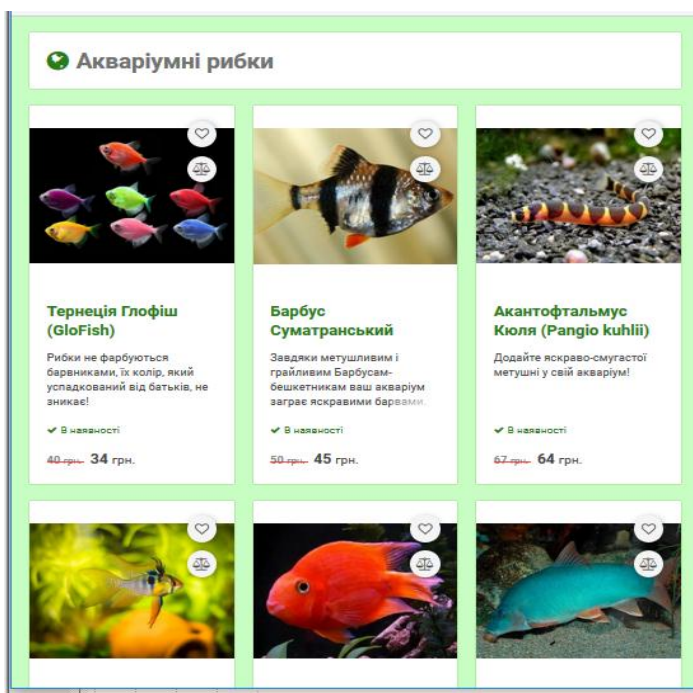 Акваріумні рибки
Тернеція Глофіш
(GloFish)
Рибки не фарбуються
барвниками, їх колір, який
успадкований від батьків, не
зникає!
В наявності
40 грн. 34 грн.
Барбус
Суматранський
Завдяки метушливим і
грайливим Барбусам-
бешкетникам ваш акваріум
заграє яскравими барвами.
В наявності
50 грн. 45 грн.
Акантофтальмус
Кюля (Pangio kuhlii)
Додайте яскраво-смугастої
метушні у свій акваріум!
В наявності
67 грн. 64 грн.